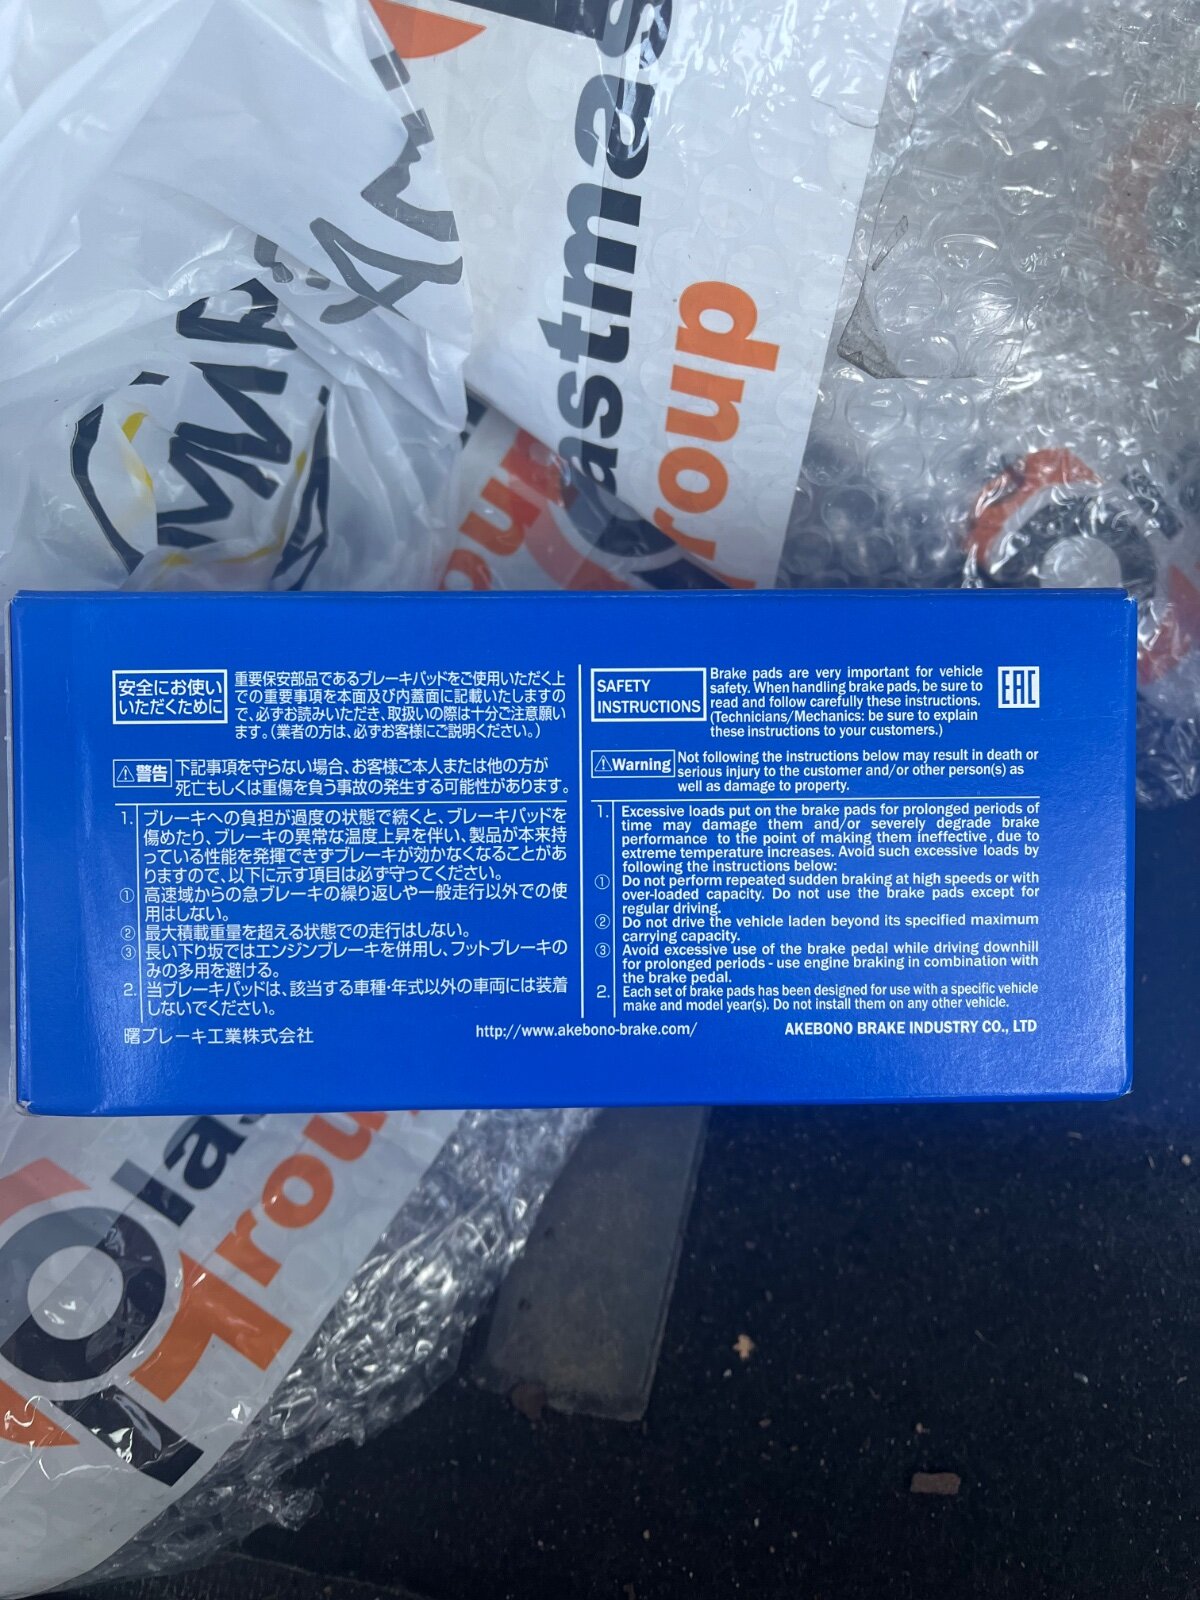 astmas
roup
安全にお使い
いただくために
重要保安部品であるブレーキパッドをご使用いただく上
での重要事項を本面及び内蓋面に記載いたしますの
で、必ずお読みいただき、取扱いの際は十分ご注意願い
ます。（業者の方は、必ずお客様にご説明ください。）
⚠警告
下記事項を守らない場合、お客様ご本人または他の方が
死亡もしくは重傷を負う事故の発生する可能性があります。
1. ブレーキへの負担が過度の状態で続くと、ブレーキパッドを
傷めたり、ブレーキの異常な温度上昇を伴い、製品が本来持
っている性能を発揮できずブレーキが効かなくなることがあ
りますので、以下に示す項目は必ず守ってください。
① 高速域からの急ブレーキの繰り返しや一般走行以外での使
用はしない。
② 最大積載重量を超える状態での走行はしない。
③ 長い下り坂ではエンジンブレーキを併用し、フットブレーキの
みの多用を避ける。
2. 当ブレーキパッドは、該当する車種・年式以外の車両には装着
しないでください。
曙ブレーキ工業株式会社
SAFETY
INSTRUCTIONS
Brake pads are very important for vehicle
safety. When handling brake pads, be sure to
read and follow carefully these instructions.
(Technicians/Mechanics: be sure to explain
these instructions to your customers.)
EAC
⚠Warning
Not following the instructions below may result in death or
serious injury to the customer and/or other person(s) as
well as damage to property.
1. Excessive loads put on the brake pads for prolonged periods of
time may damage them and/or severely degrade brake
performance to the point of making them ineffective, due to
extreme temperature increases. Avoid such excessive loads by
following the instructions below:
① Do not perform repeated sudden braking at high speeds or with
over-loaded capacity. Do not use the brake pads except for
regular driving.
② Do not drive the vehicle laden beyond its specified maximum
carrying capacity.
③ Avoid excessive use of the brake pedal while driving downhill
for prolonged periods - use engine braking in combination with
the brake pedal.
2. Each set of brake pads has been designed for use with a specific vehicle
make and model year(s). Do not install them on any other vehicle.
http://www.akebono-brake.com/
AKEBONO BRAKE INDUSTRY CO., LTD